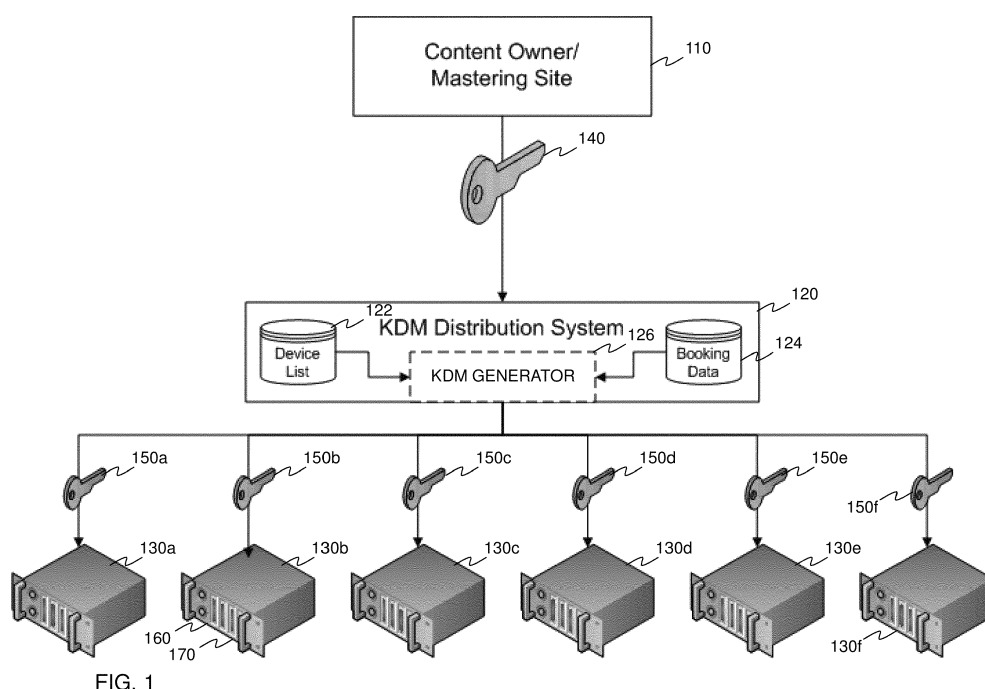 Content Owner/
Mastering Site
110
140
120
122
KDM Distribution System
126
124
Device
List
KDM GENERATOR
Booking
Data
150a
150b
150c
150d
150e
150f
130a
130b
130c
130d
130e
130f
160
170
FIG. 1